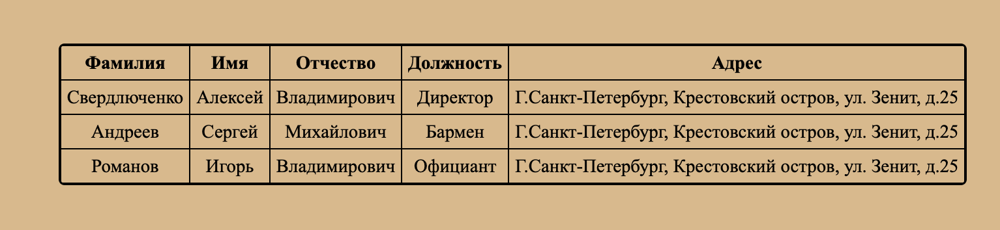 Фамилия Имя Отчество Должность Адрес
Свердлюченко Алексей Владимирович Директор Г.Санкт-Петербург, Крестовский остров, ул. Зенит, д.25
Андреев Сергей Михайлович Бармен Г.Санкт-Петербург, Крестовский остров, ул. Зенит, д.25
Романов Игорь Владимирович Официант Г.Санкт-Петербург, Крестовский остров, ул. Зенит, д.25